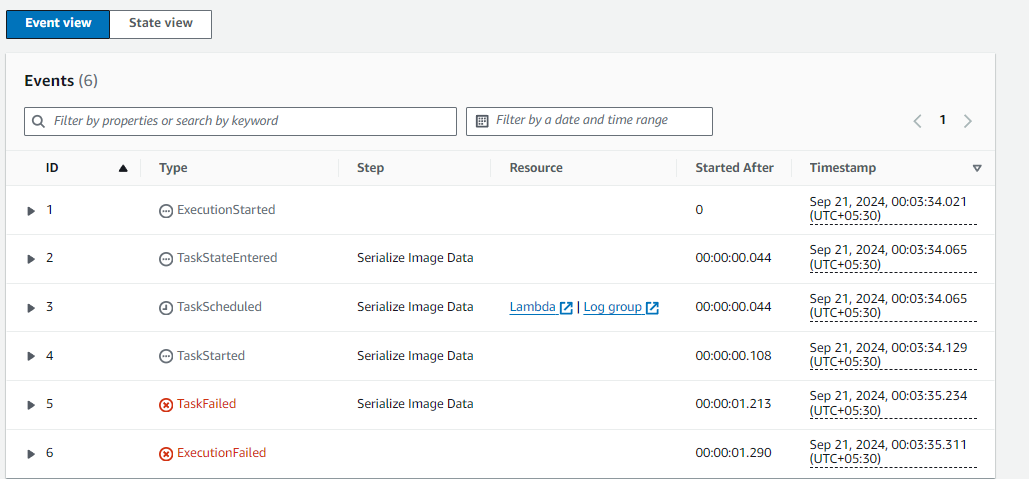 Event view State view
Events (6)
Filter by properties or search by keyword Filter by a date and time range 1
ID Type Step Resource Started After Timestamp
1 ExecutionStarted 0 Sep 21, 2024, 00:03:34.021
(UTC+05:30)
2 TaskStateEntered Serialize Image Data 00:00:00.044 Sep 21, 2024, 00:03:34.065
(UTC+05:30)
3 TaskScheduled Serialize Image Data Lambda | Log group 00:00:00.044 Sep 21, 2024, 00:03:34.065
(UTC+05:30)
4 TaskStarted Serialize Image Data 00:00:00.108 Sep 21, 2024, 00:03:34.129
(UTC+05:30)
5 TaskFailed Serialize Image Data 00:00:01.213 Sep 21, 2024, 00:03:35.234
(UTC+05:30)
6 ExecutionFailed 00:00:01.290 Sep 21, 2024, 00:03:35.311
(UTC+05:30)